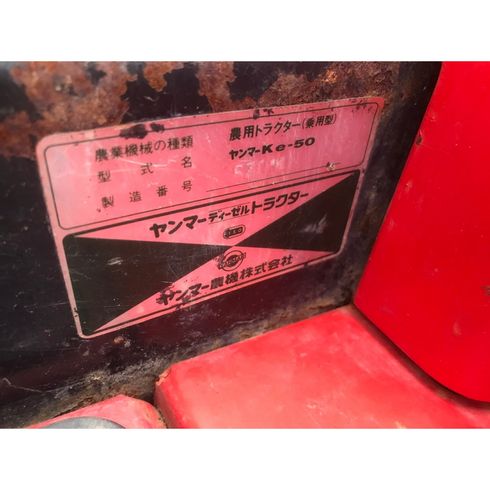 農業機械の種類 農用トラクター(乗用型)
型式名 ヤンマーKe-50
製造番号
ヤンマーディーゼルトラクター
ヤンマー農機株式会社